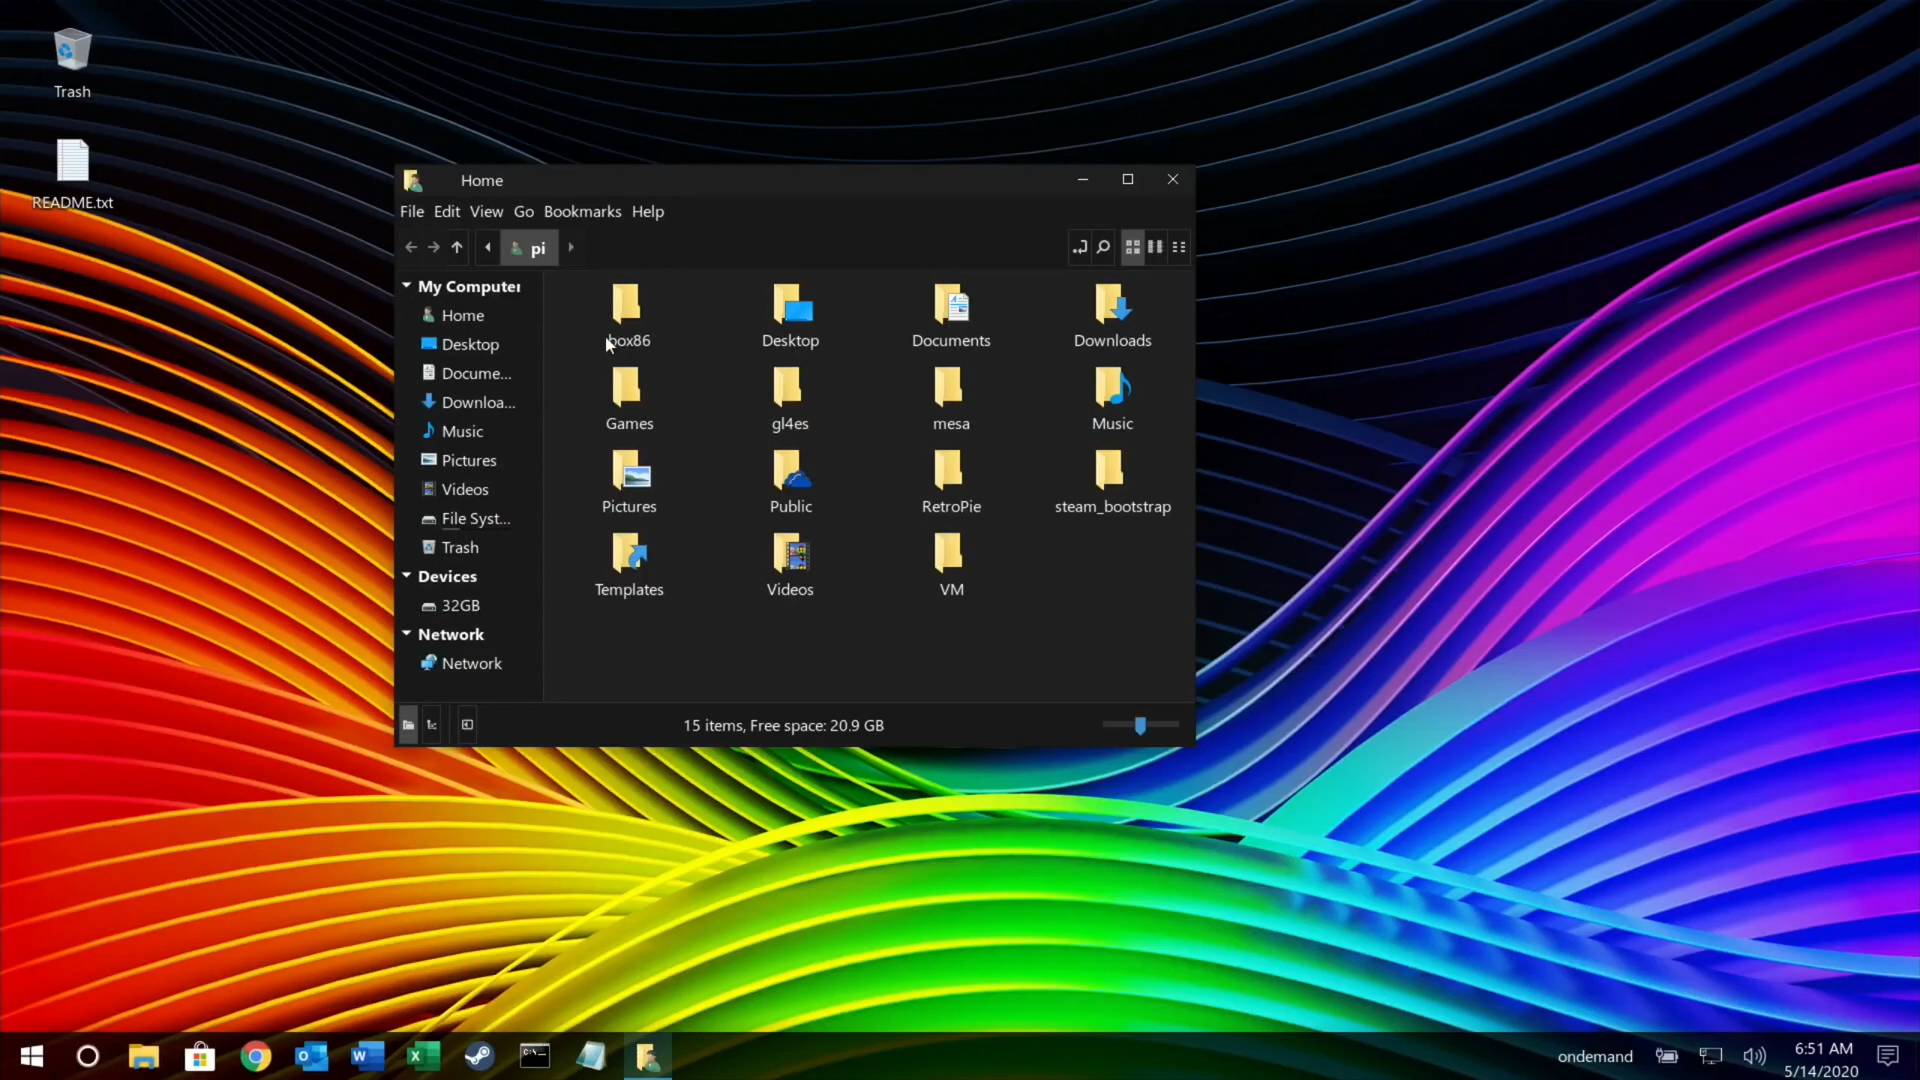 Trash
README.txt
Home
File Edit View Go Bookmarks Help
pi
My Computer
Home
Desktop
Docume...
Downloa...
Music
Pictures
Videos
File Syst...
Trash
Devices
32GB
Network
Network
box86 Desktop Documents Downloads
Games gl4es mesa Music
Pictures Public RetroPie steam_bootstrap
Templates Videos VM
15 items, Free space: 20.9 GB
ondemand
6:51 AM
5/14/2020